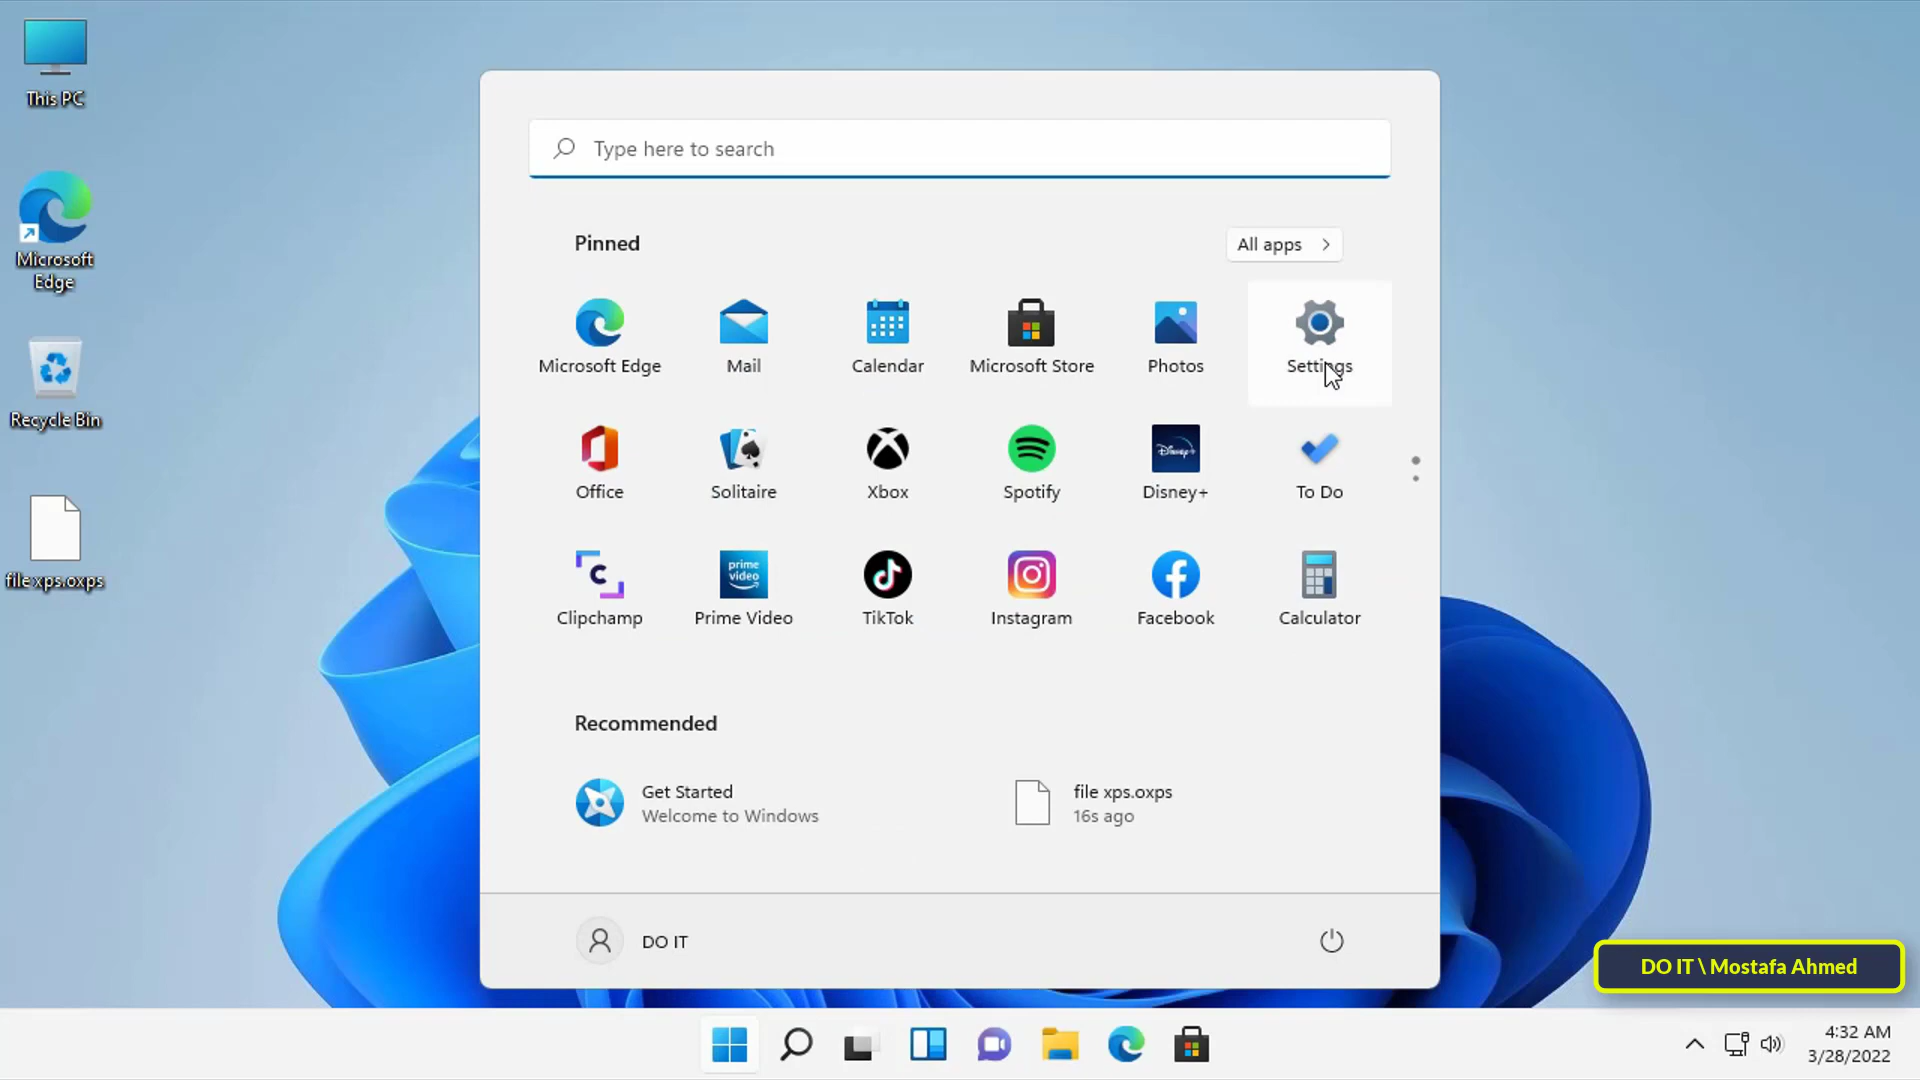 This PC
Microsoft
Edge
Recycle Bin
file xps.oxps
Type here to search
Pinned
All apps
Microsoft Edge
Mail
Calendar
Microsoft Store
Photos
Settings
Office
Solitaire
Xbox
Spotify
Disney+
Disney+
To Do
C
prime
video
Clipchamp
Prime Video
TikTok
Instagram
Facebook
Calculator
Recommended
Get Started
Welcome to Windows
file xps.oxps
16s ago
DO IT
DO IT \ Mostafa Ahmed
4:32 AM
3/28/2022